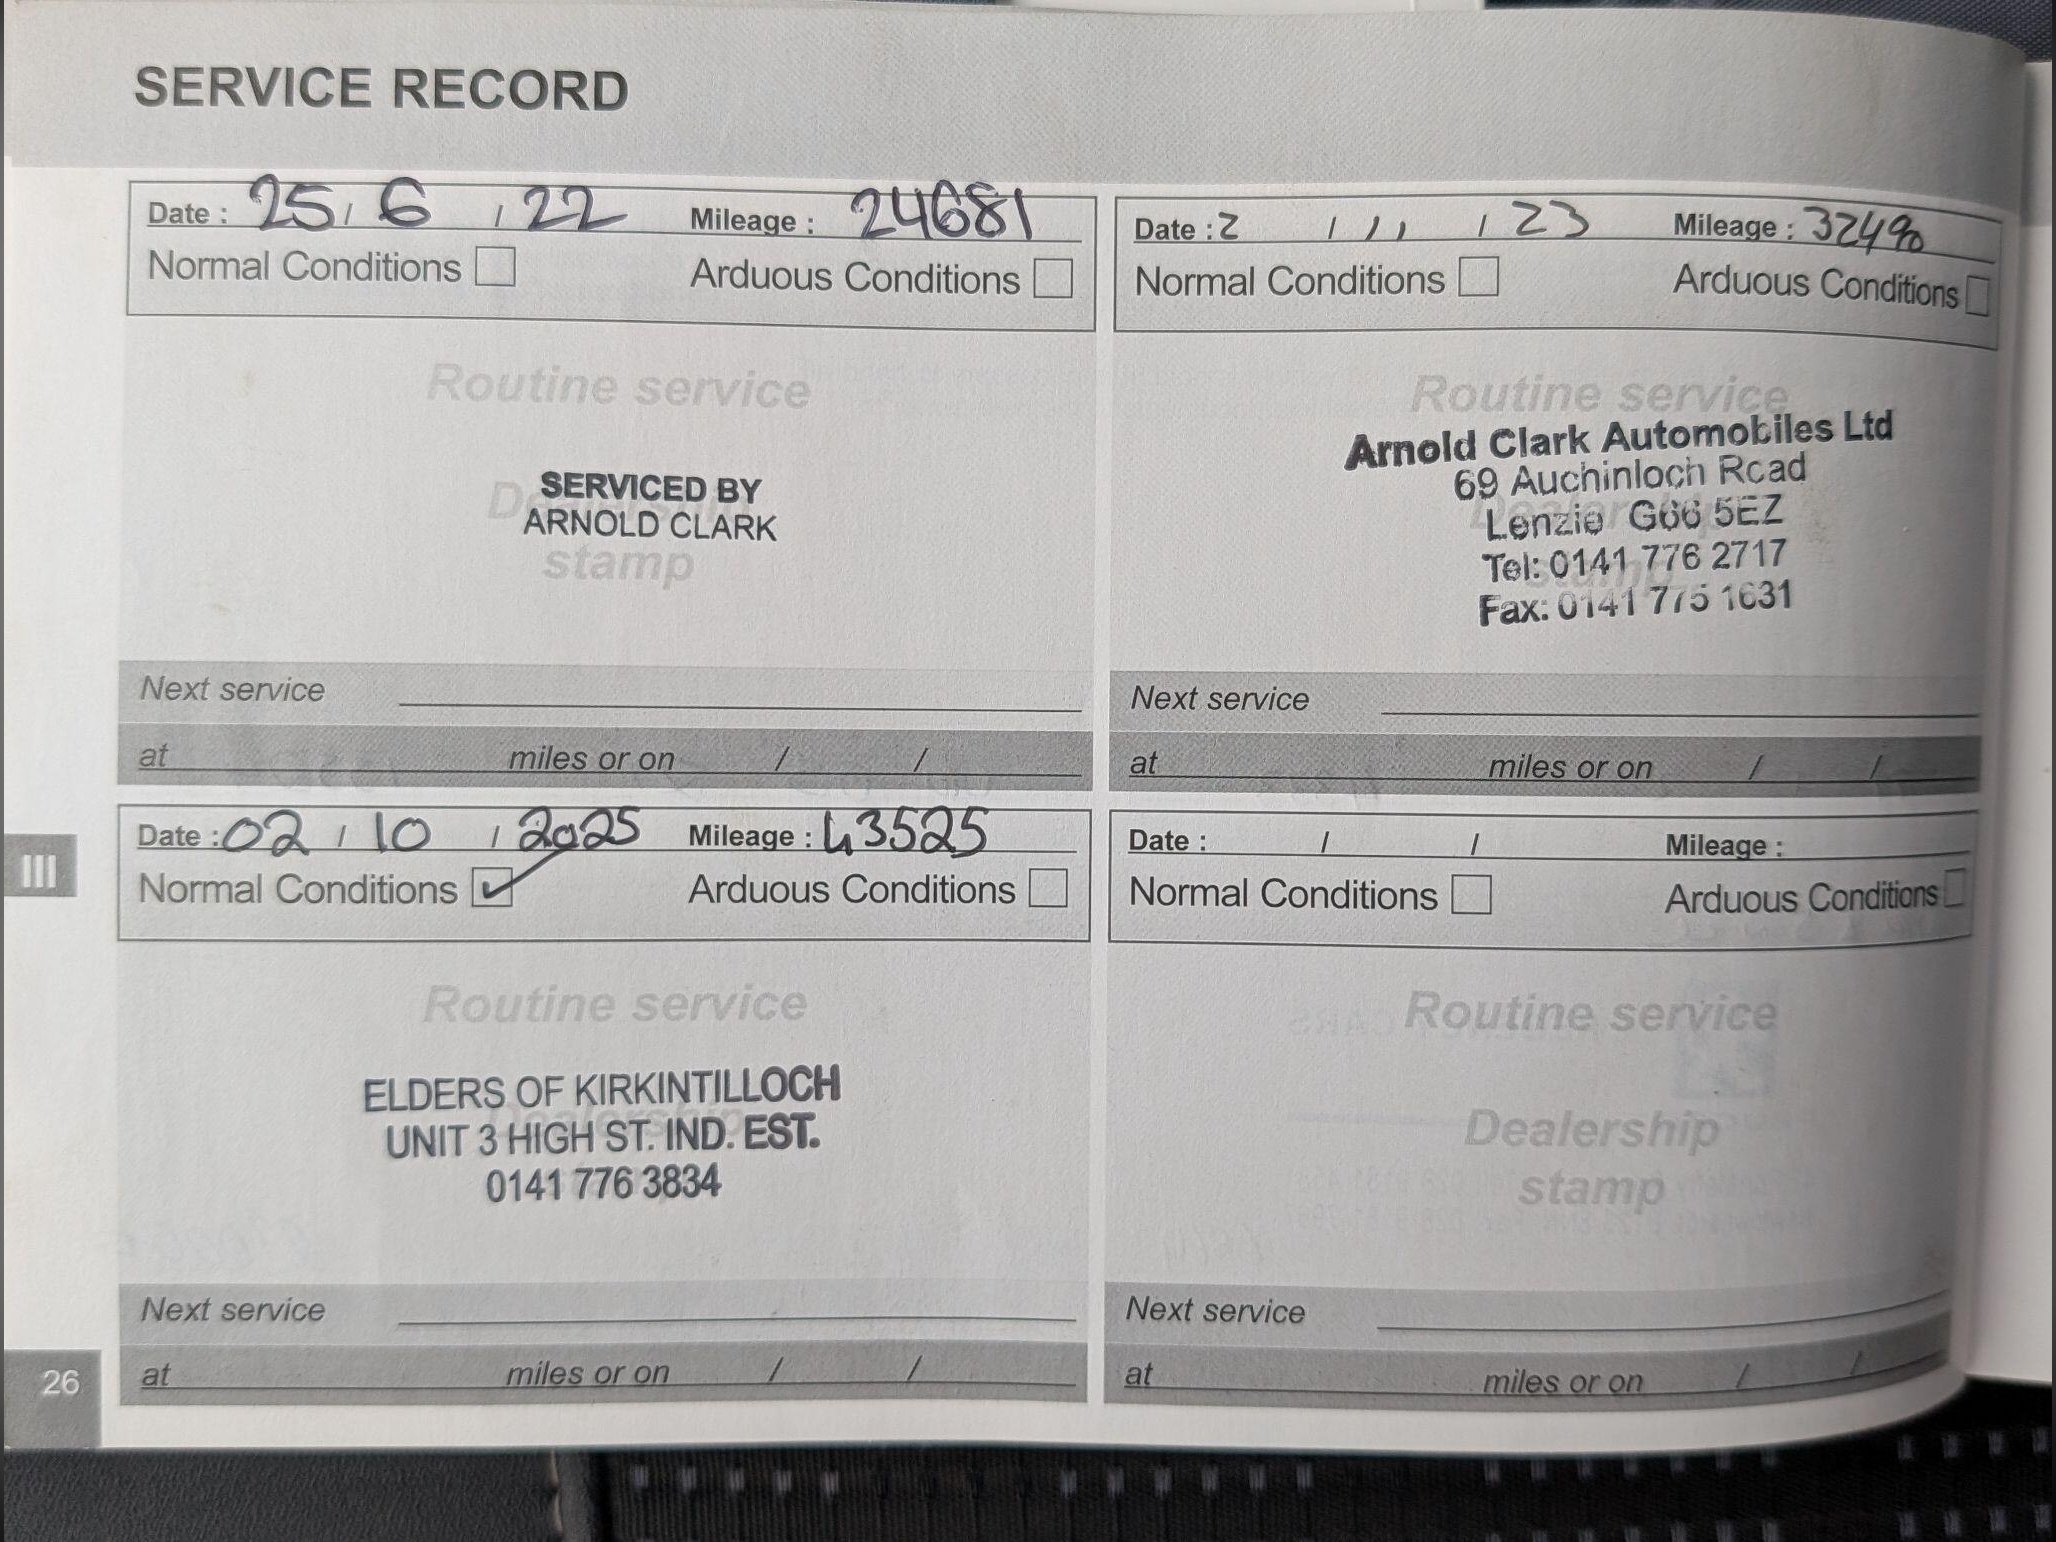 SERVICE RECORD
Date : 25 / 6 / 22 Mileage : 24681
Normal Conditions Arduous Conditions
Routine service
SERVICED BY
ARNOLD CLARK
stamp
Next service
at miles or on / /
Date : 2 / 11 / 23 Mileage : 32490
Normal Conditions Arduous Conditions
Routine service
Arnold Clark Automobiles Ltd
69 Auchinloch Road
Lenzie G66 5EZ
Tel: 0141 776 2717
Fax: 0141 775 1631
Next service
at miles or on / /
III
Date : 02 / 10 / 2025 Mileage : 43525
Normal Conditions ✓ Arduous Conditions
Routine service
ELDERS OF KIRKINTILLOCH
UNIT 3 HIGH ST. IND. EST.
0141 776 3834
Next service
at miles or on / /
Date : / / Mileage :
Normal Conditions Arduous Conditions
Routine service
Dealership
stamp
Next service
at miles or on / /
26